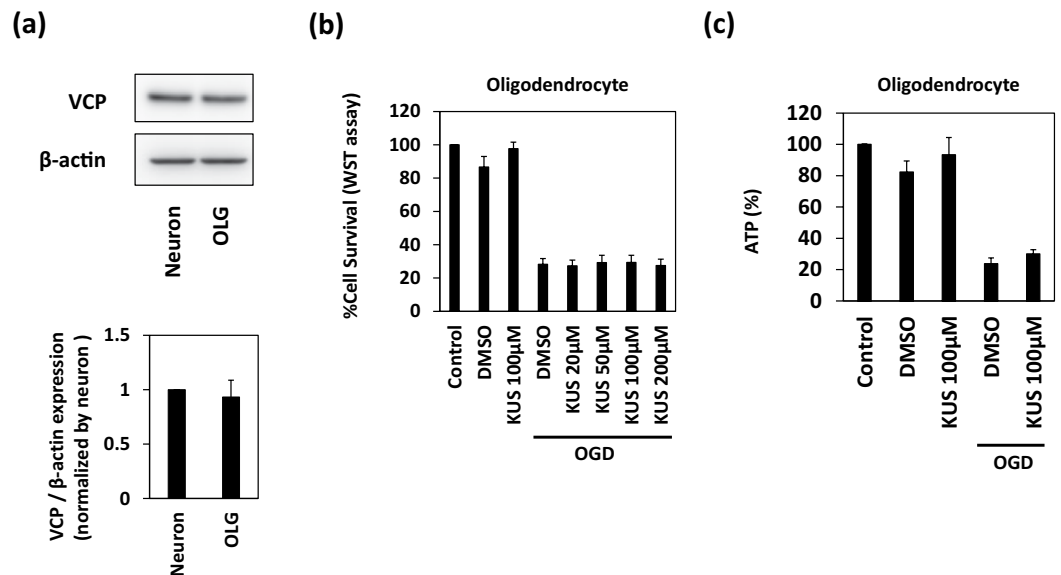 (a)
VCP
β-actin
Neuron
OLG
VCP / β-actin expression
(normalized by neuron )
1.5
1
0.5
0
Neuron
OLG
(b)
Oligodendrocyte
%Cell Survival (WST assay)
120
100
80
60
40
20
0
Control
DMSO
KUS 100μM
DMSO
KUS 20μM
KUS 50μM
KUS 100μM
KUS 200μM
OGD
(c)
Oligodendrocyte
ATP (%)
120
100
80
60
40
20
0
Control
DMSO
KUS 100μM
DMSO
KUS 100μM
OGD